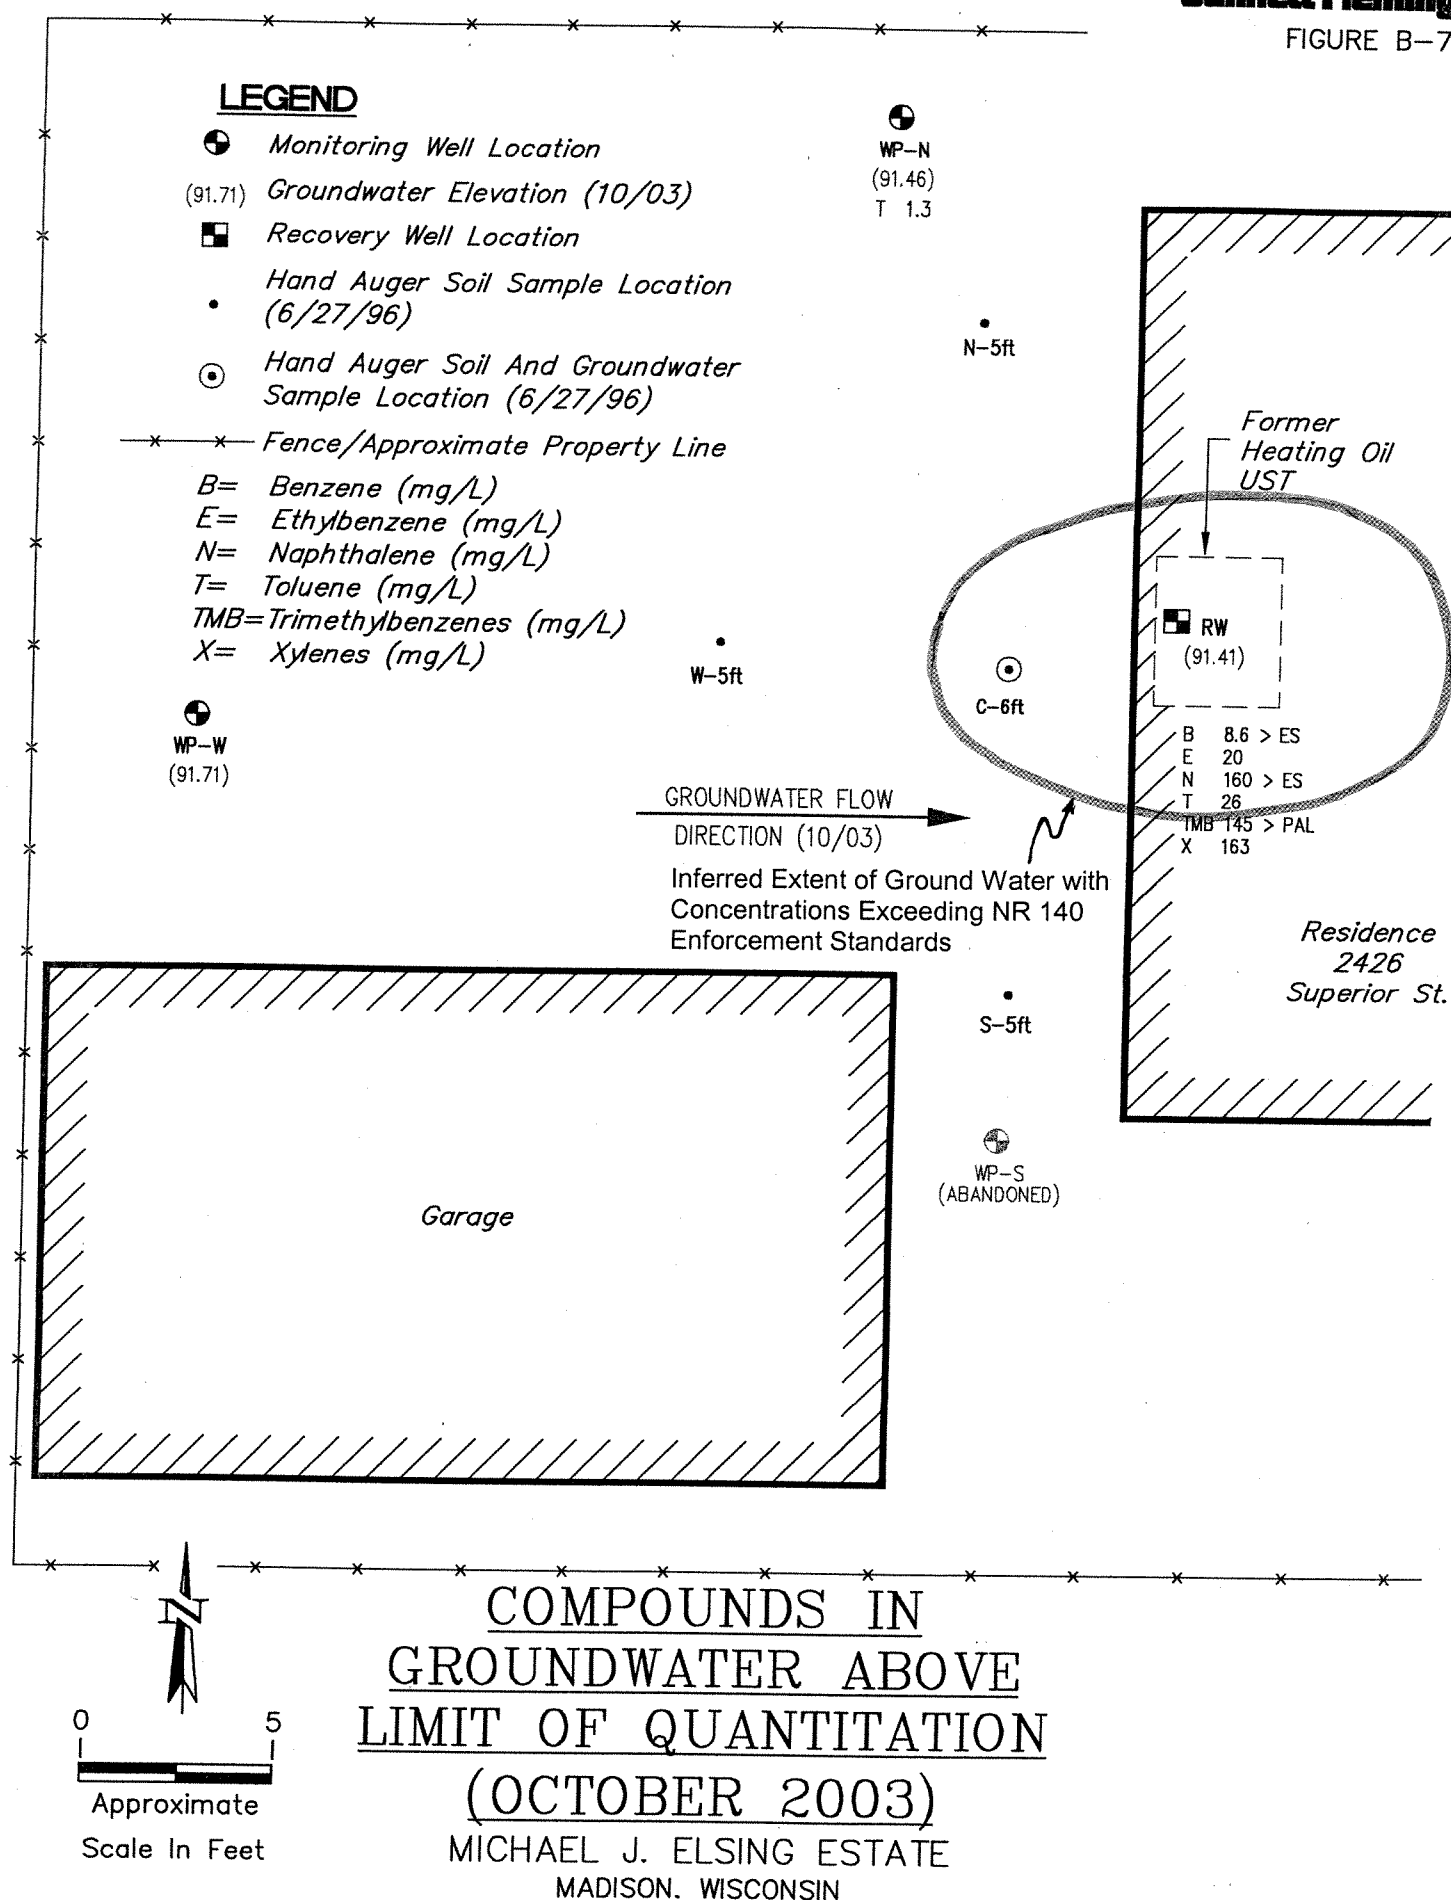 FIGURE B-7
LEGEND
Monitoring Well Location
(91.71) Groundwater Elevation (10/03)
Recovery Well Location
Hand Auger Soil Sample Location
(6/27/96)
Hand Auger Soil And Groundwater
Sample Location (6/27/96)
Fence/Approximate Property Line
B= Benzene (mg/L)
E= Ethylbenzene (mg/L)
N= Naphthalene (mg/L)
T= Toluene (mg/L)
TMB= Trimethylbenzenes (mg/L)
X= Xylenes (mg/L)
WP-N
(91.46)
T 1.3
N-5ft
Former
Heating Oil
UST
RW
(91.41)
W-5ft
C-6ft
WP-W
(91.71)
B 8.6 > ES
E 20
N 160 > ES
T 26
TMB 145 > PAL
X 163
GROUNDWATER FLOW
DIRECTION (10/03)
Inferred Extent of Ground Water with
Concentrations Exceeding NR 140
Enforcement Standards
Residence
2426
Superior St.
S-5ft
WP-S
(ABANDONED)
Garage
N
0 5
Approximate
Scale In Feet
COMPOUNDS IN
GROUNDWATER ABOVE
LIMIT OF QUANTITATION
(OCTOBER 2003)
MICHAEL J. ELSING ESTATE
MADISON, WISCONSIN